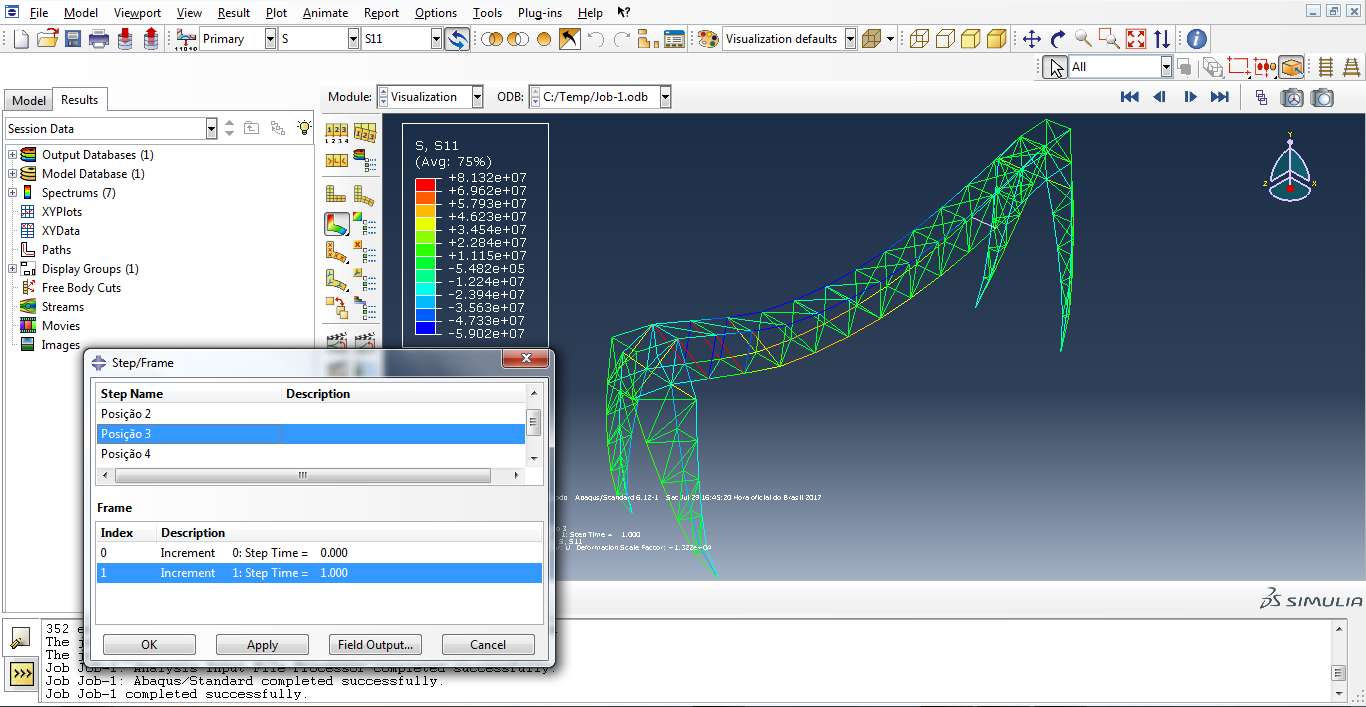 File Model Viewport View Result Plot Animate Report Options Tools Plug-ins Help
Primary S S11 Visualization defaults
All
Model Results Module: Visualization ODB: C:/Temp/Job-1.odb
Session Data
Output Databases (1)
Model Database (1)
Spectrums (7)
XYPlots
XYData
Paths
Display Groups (1)
Free Body Cuts
Streams
Movies
Images
S, S11
(Avg: 75%)
+8.132e+07
+6.962e+07
+5.793e+07
+4.623e+07
+3.454e+07
+2.284e+07
+1.115e+07
-5.482e+05
-1.224e+07
-2.394e+07
-3.563e+07
-4.733e+07
-5.902e+07
Y
Z X
Step/Frame
Step Name Description
Posição 2
Posição 3
Posição 4
Frame
Index Description
0 Increment 0: Step Time = 0.000
1 Increment 1: Step Time = 1.000
OK Apply Field Output... Cancel
Abaqus/Standard 6.12-1 Sat Jul 29 16:45:20 Hora oficial do Brasil 2017
3
1: Step Time = 1.000
S, S11
U Deformation Scale Factor: +1.322e+04
SIMULIA
352
The
The
Job Job-1: Analysis Input File Processor completed successfully.
Job Job-1: Abaqus/Standard completed successfully.
Job Job-1 completed successfully.